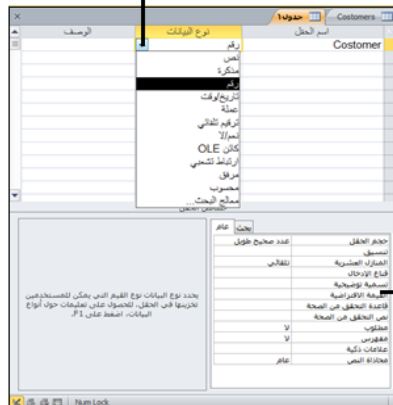 Costomers جدول1
اسم الحقل نوع البيانات الوصف
Costomer رقم
نص
مذكرة
رقم
تاريخ/وقت
عملة
ترقيم تلقائي
نعم/لا
كائن OLE
ارتباط تشعبي
مرفق
محسوب
معالج البحث...
خصائص الحقل
عام بحث
حجم الحقل عدد صحيح طويل
تنسيق
المنازل العشرية تلقائي
قناع الإدخال
تسمية توضيحية
القيمة الافتراضية
قاعدة التحقق من الصحة
نص التحقق من الصحة
مطلوب لا
مفهرس لا
علامات ذكية
محاذاة النص عام
يحدد نوع البيانات نوع القيم التي يمكن للمستخدمين
تخزينها في الحقل. للحصول على تعليمات حول أنواع
البيانات، اضغط على F1.
Num Lock